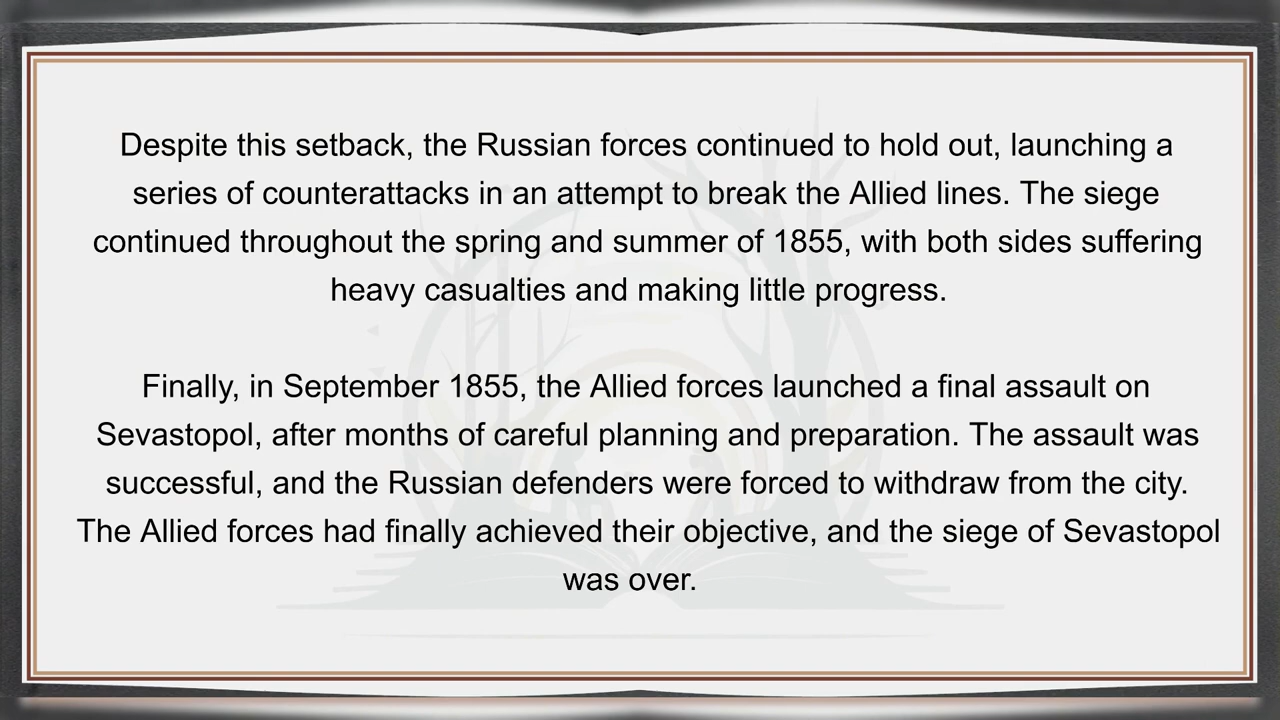 Despite this setback, the Russian forces continued to hold out, launching a
series of counterattacks in an attempt to break the Allied lines. The siege
continued throughout the spring and summer of 1855, with both sides suffering
heavy casualties and making little progress.
Finally, in September 1855, the Allied forces launched a final assault on
Sevastopol, after months of careful planning and preparation. The assault was
successful, and the Russian defenders were forced to withdraw from the city.
The Allied forces had finally achieved their objective, and the siege of Sevastopol
was over.